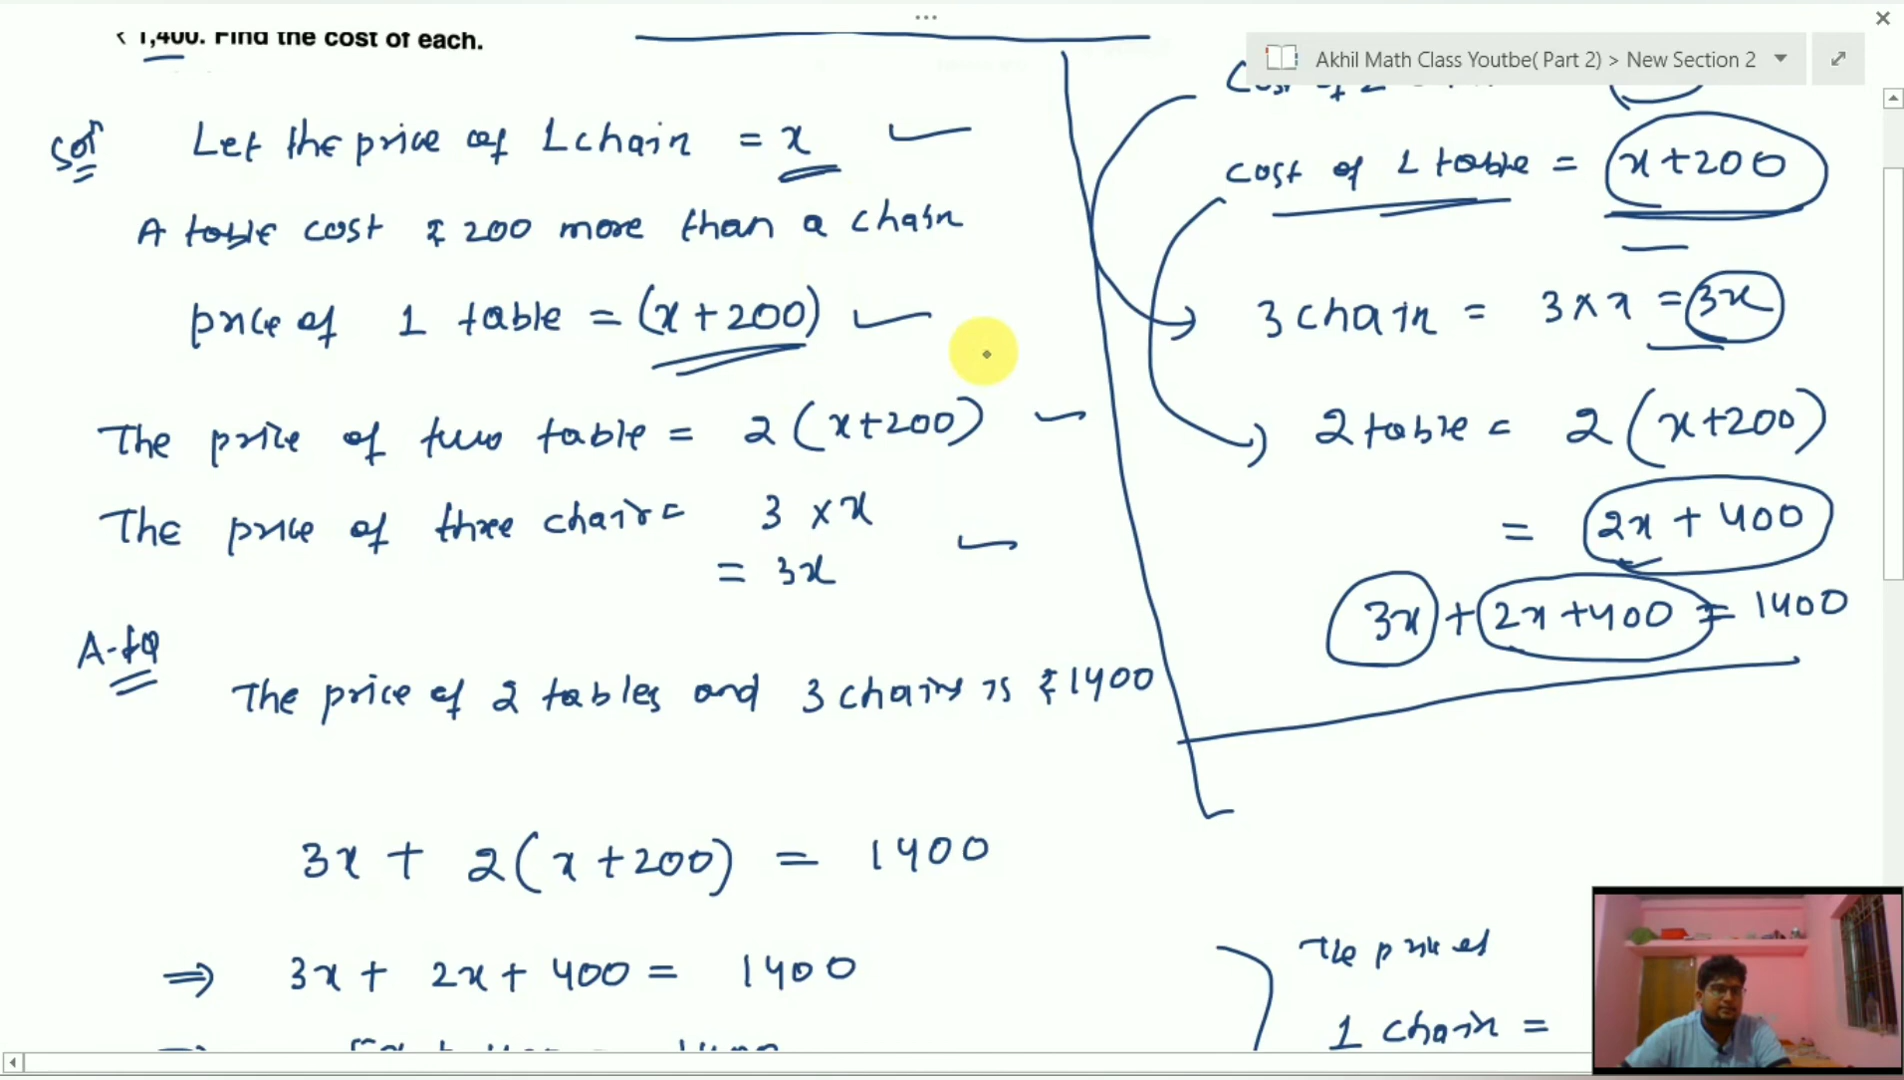 ₹ 1,400. Find the cost of each.
Akhil Math Class Youtbe( Part 2) > New Section 2
Sol Let the price of 1 chair = x
A table cost ₹ 200 more than a chair
price of 1 table = (x+200)
The price of two table = 2 (x+200)
The price of three chair = 3 × x
= 3x
A.T.Q
The price of 2 tables and 3 chairs is ₹ 1400
3x + 2(x+200) = 1400
⇒ 3x + 2x + 400 = 1400
cost of 1 table = x+200
3 chair = 3×x = 3x
2 table = 2 (x+200)
= 2x + 400
3x + 2x +400 = 1400
The price of
1 chair =